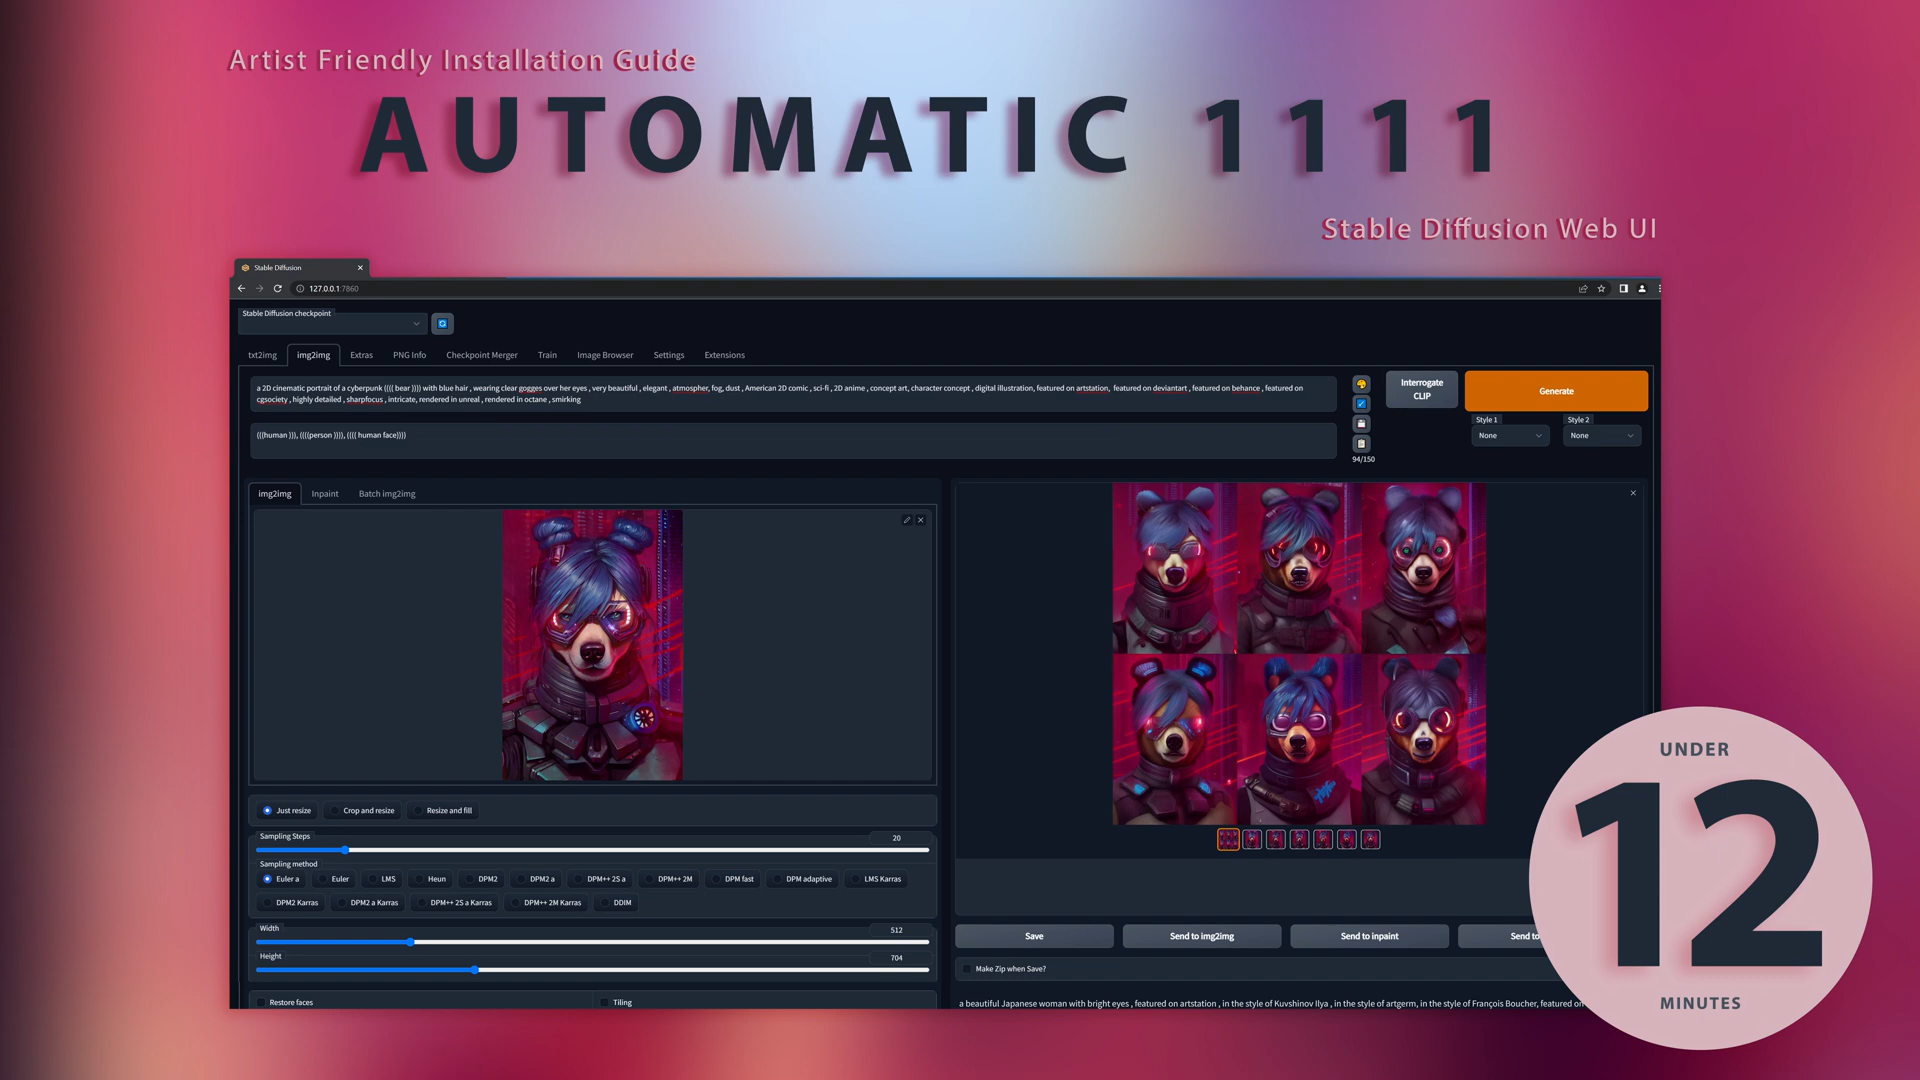 Artist Friendly Installation Guide
AUTOMATIC 1111
Stable Diffusion Web UI
Stable Diffusion
127.0.0.1:7860
Stable Diffusion checkpoint
txt2img img2img Extras PNG Info Checkpoint Merger Train Image Browser Settings Extensions
a 2D cinematic portrait of a cyberpunk (((( bear )))) with blue hair , wearing clear gogges over her eyes , very beautiful , elegant , atmospher, fog, dust , American 2D comic , sci-fi , 2D anime , concept art, character concept , digital illustration, featured on artstation, featured on deviantart , featured on behance , featured on
cgsociety , highly detailed , sharpfocus , intricate, rendered in unreal , rendered in octane , smirking
(((human ))), ((((person )))), (((( human face))))
Interrogate
CLIP
Generate
Style 1 Style 2
None None
94/150
img2img Inpaint Batch img2img
Just resize Crop and resize Resize and fill
Sampling Steps 20
Sampling method
Euler a Euler LMS Heun DPM2 DPM2 a DPM++ 2S a DPM++ 2M DPM fast DPM adaptive LMS Karras
DPM2 Karras DPM2 a Karras DPM++ 2S a Karras DPM++ 2M Karras DDIM
Width 512
Height 704
Restore faces Tiling
Save Send to img2img Send to inpaint Send to
Make Zip when Save?
a beautiful Japanese woman with bright eyes , featured on artstation , in the style of Kuvshinov Ilya , in the style of artgerm, in the style of François Boucher, featured on
UNDER
12
MINUTES